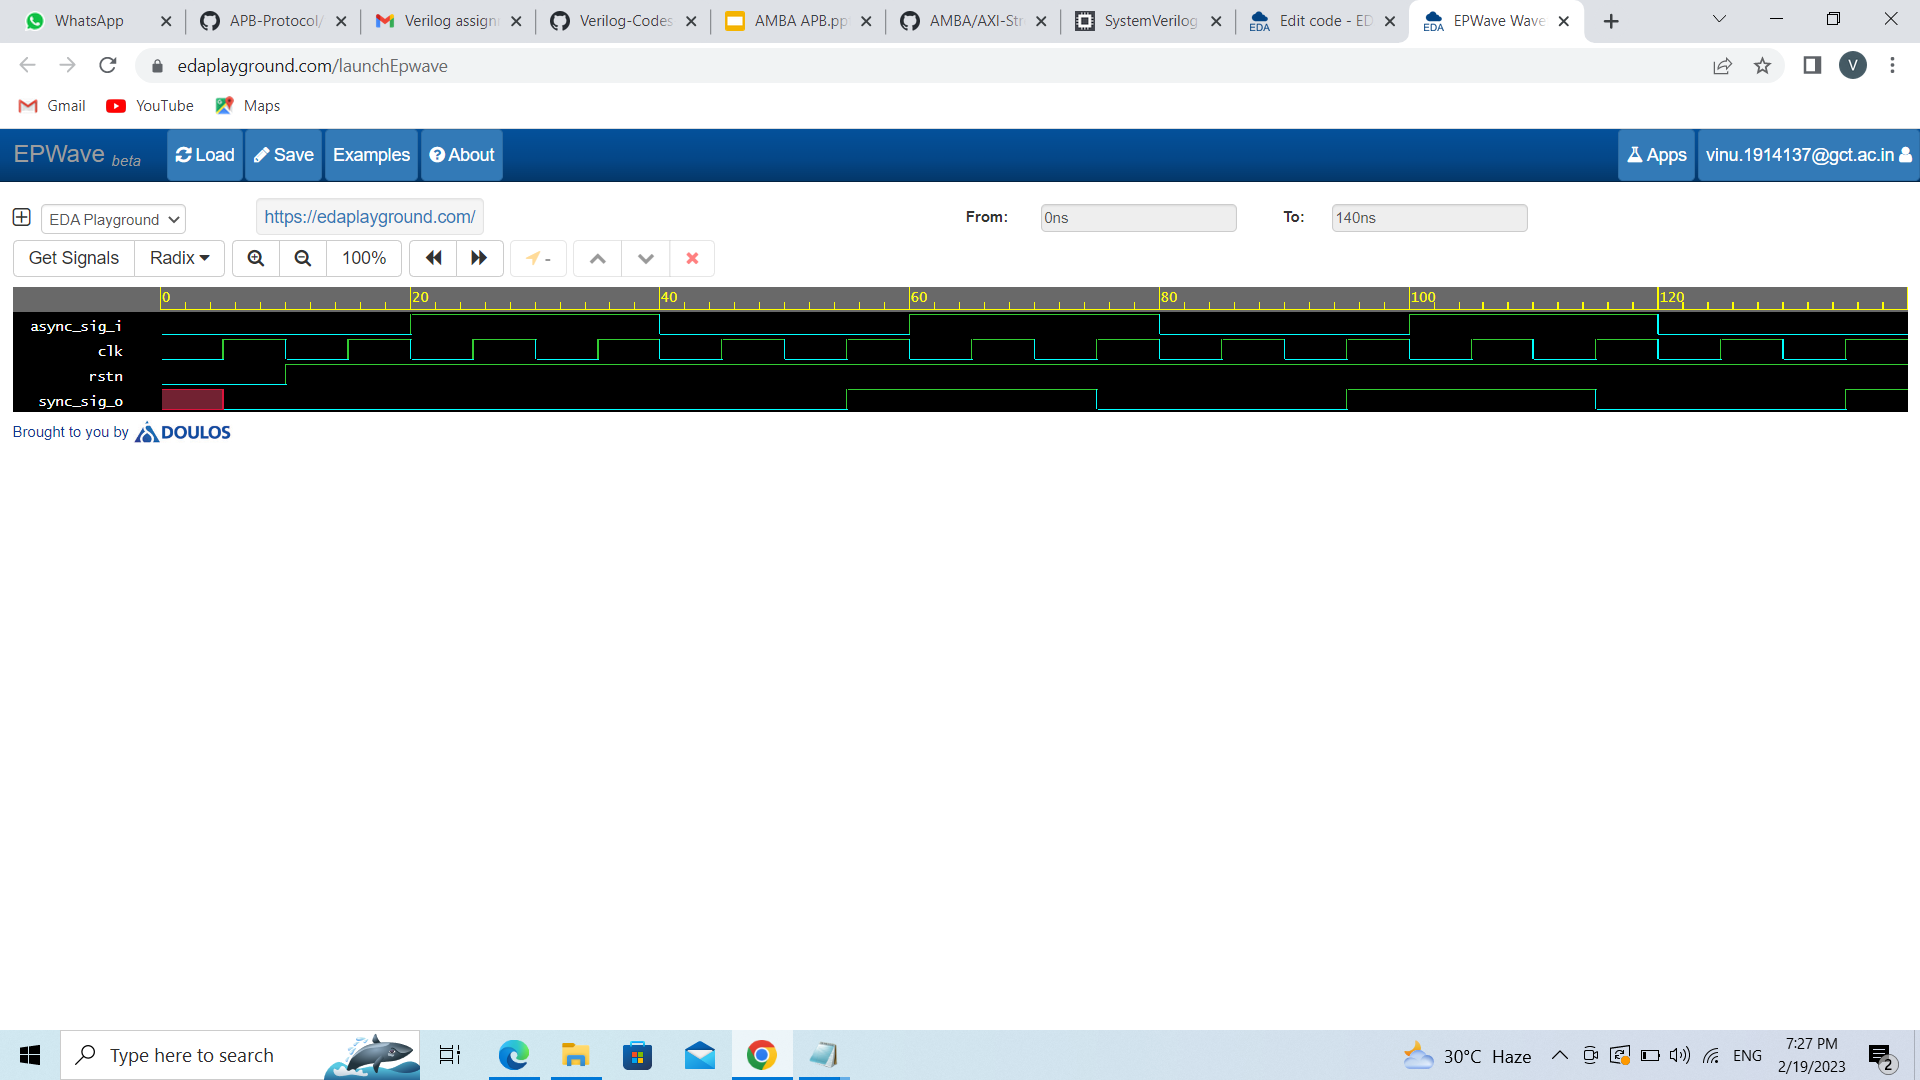 WhatsApp
APB-Protocol/
Verilog assign
Verilog-Codes
AMBA APB.pp
AMBA/AXI-Str
SystemVerilog
EDA
Edit code - ED
EDA
EPWave Wave
edaplayground.com/launchEpwave
V
Gmail
YouTube
Maps
EPWave beta
Load
Save
Examples
About
Apps
vinu.1914137@gct.ac.in
EDA Playground
https://edaplayground.com/
From:
0ns
To:
140ns
Get Signals
Radix
100%
-
0 20 40 60 80 100 120
async_sig_i
clk
rstn
sync_sig_o
Brought to you by DOULOS
Type here to search
30°C Haze
ENG
7:27 PM
2/19/2023
2